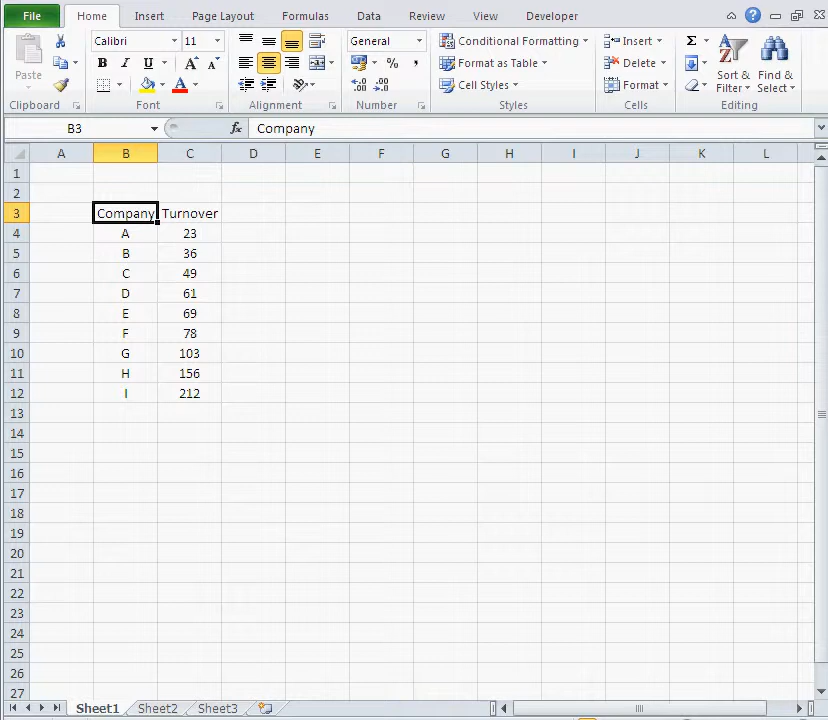 File Home Insert Page Layout Formulas Data Review View Developer
Calibri 11 General Conditional Formatting Insert Σ
Paste B I U A A % , Format as Table Delete Sort & Filter Find & Select
A Cell Styles Format
Clipboard Font Alignment Number Styles Cells Editing
B3 fx Company
A B C D E F G H I J K L
1
2
3 Company Turnover
4 A 23
5 B 36
6 C 49
7 D 61
8 E 69
9 F 78
10 G 103
11 H 156
12 I 212
13
14
15
16
17
18
19
20
21
22
23
24
25
26
27
Sheet1 Sheet2 Sheet3